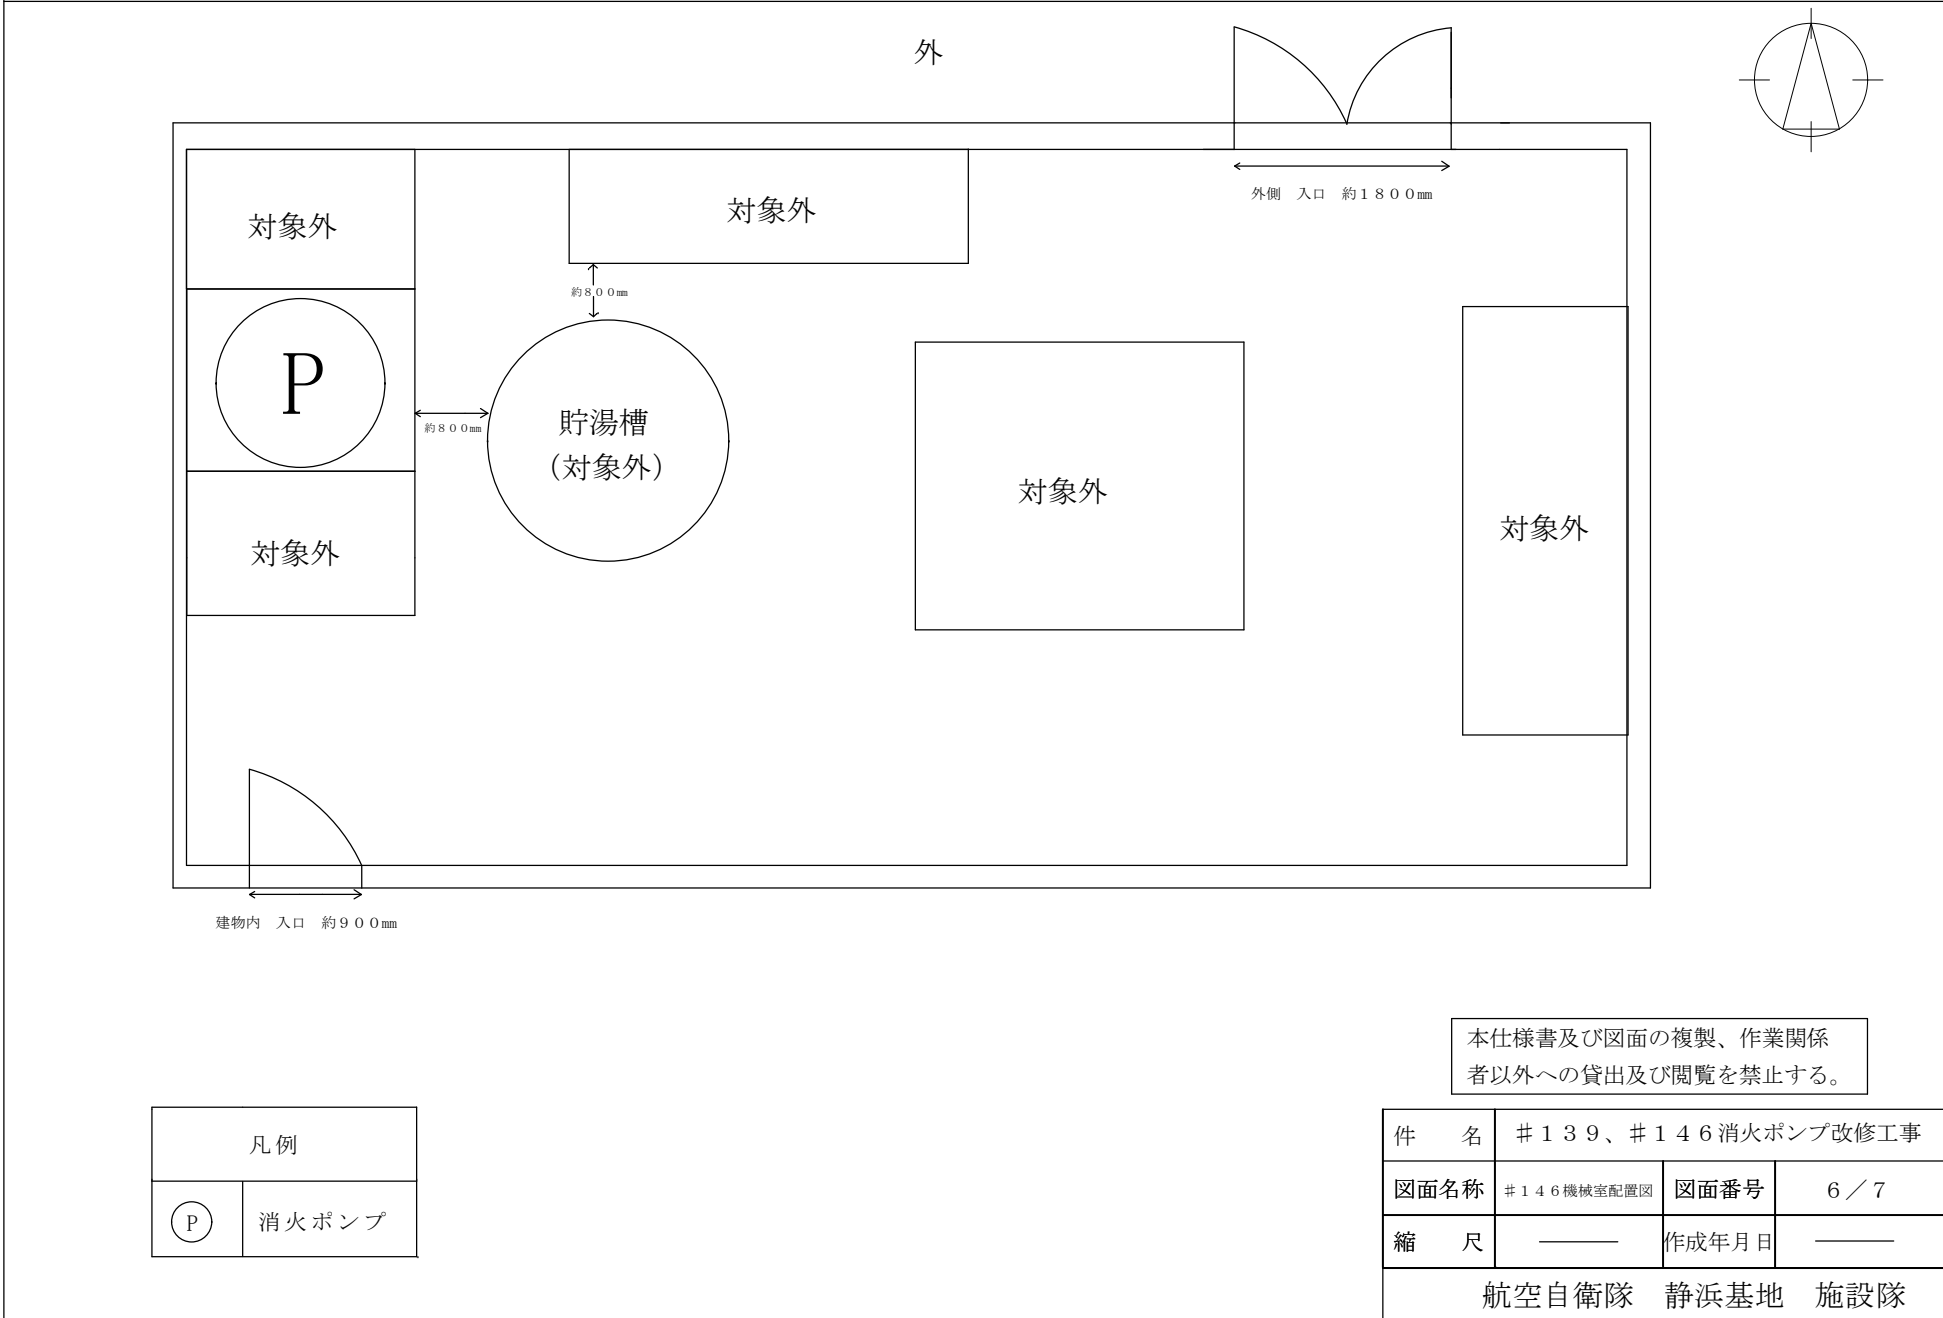 外
外側　入口　約１８００㎜
対象外
対象外
約８００㎜
P
約８００㎜
貯湯槽
（対象外）
対象外
対象外
対象外
建物内　入口　約９００㎜
本仕様書及び図面の複製、作業関係
者以外への貸出及び閲覧を禁止する。
凡例
P　消火ポンプ
件　名　＃１３９、＃１４６消火ポンプ改修工事
図面名称　＃１４６機械室配置図　図面番号　６／７
縮　尺　———　作成年月日　———
航空自衛隊　静浜基地　施設隊